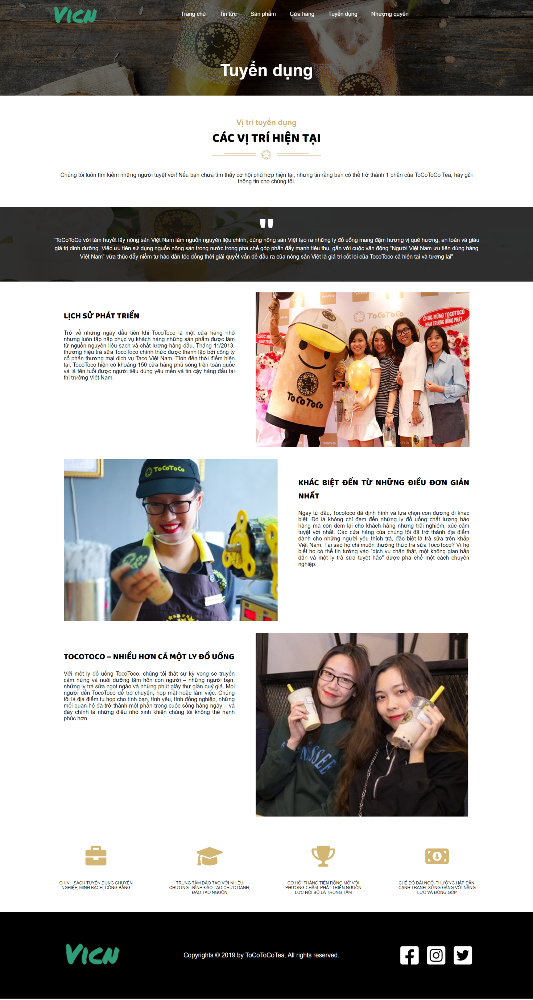 VICN
Trang chủ Tin tức Sản phẩm Cửa hàng Tuyển dụng Nhượng quyền
Tuyển dụng
Vị trí tuyển dụng
CÁC VỊ TRÍ HIỆN TẠI
Chúng tôi luôn tìm kiếm những người tuyệt vời! Nếu bạn chưa tìm thấy cơ hội phù hợp hiện tại, nhưng tin rằng bạn có thể trở thành 1 phần của ToCoToCo Tea, hãy gửi
thông tin cho chúng tôi.
"
“ToCoToCo với tâm huyết lấy nông sản Việt Nam làm nguồn nguyên liệu chính, dùng nông sản Việt tạo ra những ly đồ uống mang đậm hương vị quê hương, an toàn và giàu
giá trị dinh dưỡng. Việc ưu tiên sử dụng nguồn nông sản trong nước trong pha chế góp phần đẩy mạnh tiêu thụ, gắn với cuộc vận động “Người Việt Nam ưu tiên dùng hàng
Việt Nam” vừa thúc đẩy niềm tự hào dân tộc đồng thời giải quyết vấn đề đầu ra của nông sản Việt là giá trị cốt lõi của TocoToco cả hiện tại và tương lai”
LỊCH SỬ PHÁT TRIỂN
Trở về những ngày đầu tiên khi TocoToco là một cửa hàng nhỏ
nhưng luôn tấp nập phục vụ khách hàng những sản phẩm được làm
từ nguồn nguyên liệu sạch và chất lượng hàng đầu. Tháng 11/2013,
thương hiệu trà sữa TocoToco chính thức được thành lập bởi công ty
cổ phần thương mại dịch vụ Taco Việt Nam. Tính đến thời điểm hiện
tại, TocoToco hiện có khoảng 150 cửa hàng phủ sóng trên toàn quốc
và là tên tuổi được người tiêu dùng yêu mến và tin cậy hàng đầu tại
thị trường Việt Nam.
ToCoToCo
CHÚC MỪNG TOCOTOCO
KHAI TRƯƠNG HỒNG PHÁT
CHÚC M
KHAI TRƯ
ToCoToCo
ToCoToCo
ToCoToCo
KHÁC BIỆT ĐẾN TỪ NHỮNG ĐIỀU ĐƠN GIẢN
NHẤT
Ngay từ đầu, Tocotoco đã định hình và lựa chọn con đường đi khác
biệt. Đó là không chỉ đem đến những ly đồ uống chất lượng hảo
hàng mà còn đem lại cho khách hàng những trải nghiệm, xúc cảm
tuyệt vời nhất. Các cửa hàng của chúng tôi đã trở thành địa điểm
dành cho những người yêu thích trà, đặc biệt là trà sữa trên khắp
Việt Nam. Tại sao họ chỉ muốn thưởng thức trà sữa TocoToco? Vì họ
biết họ có thể tin tưởng vào "dịch vụ chân thật, một không gian hấp
dẫn và một ly trà sữa tuyệt hảo" được pha chế một cách chuyên
nghiệp.
TOCOTOCO – NHIỀU HƠN CẢ MỘT LY ĐỒ UỐNG
Với một ly đồ uống TocoToco, chúng tôi thật sự kỳ vọng sẽ truyền
cảm hứng và nuôi dưỡng tâm hồn con người – những người bạn,
những ly trà sữa ngọt ngào và những phút giây thư giãn quý giá. Mọi
người đến TocoToco để trò chuyện, họp mặt hoặc làm việc. Chúng
tôi là địa điểm tụ họp cho tình bạn, tình yêu, tình đồng nghiệp, những
mối quan hệ đã trở thành một phần trong cuộc sống hàng ngày – và
đây chính là những điều nhỏ xinh khiến chúng tôi không thể hạnh
phúc hơn.
CHÍNH SÁCH TUYỂN DỤNG CHUYÊN
NGHIỆP, MINH BẠCH, CÔNG BẰNG
TRUNG TÂM ĐÀO TẠO VỚI NHIỀU
CHƯƠNG TRÌNH ĐÀO TẠO CHỨC DANH,
ĐÀO TẠO NGUỒN
CƠ HỘI THĂNG TIẾN RỘNG MỞ VỚI
PHƯƠNG CHÂM: PHÁT TRIỂN NGUỒN
LỰC NỘI BỘ LÀ TRỌNG TÂM
CHẾ ĐỘ ĐÃI NGỘ, THƯỞNG HẤP DẪN,
CẠNH TRANH, XỨNG ĐÁNG VỚI NĂNG
LỰC VÀ ĐÓNG GÓP
VICN
Copyrights © 2019 by ToCoToCoTea. All rights reserved.